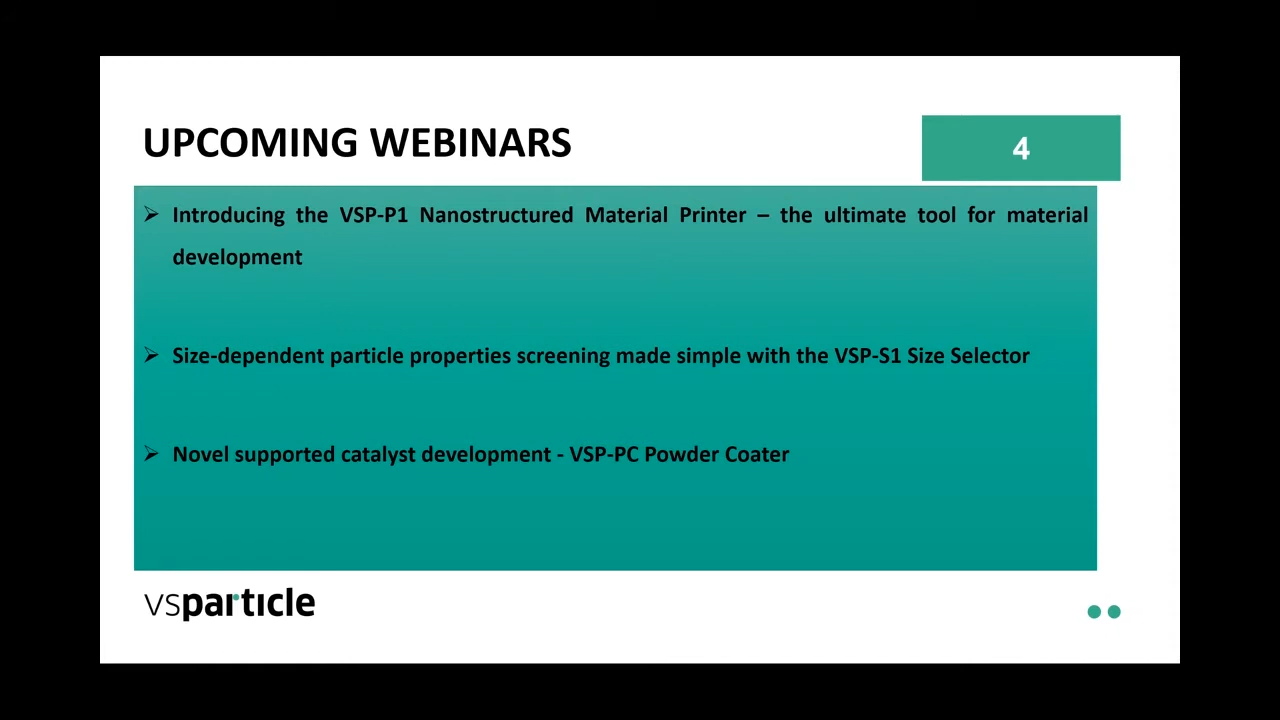 UPCOMING WEBINARS
4
➢ Introducing the VSP-P1 Nanostructured Material Printer – the ultimate tool for material
development
➢ Size-dependent particle properties screening made simple with the VSP-S1 Size Selector
➢ Novel supported catalyst development - VSP-PC Powder Coater
vsparticle